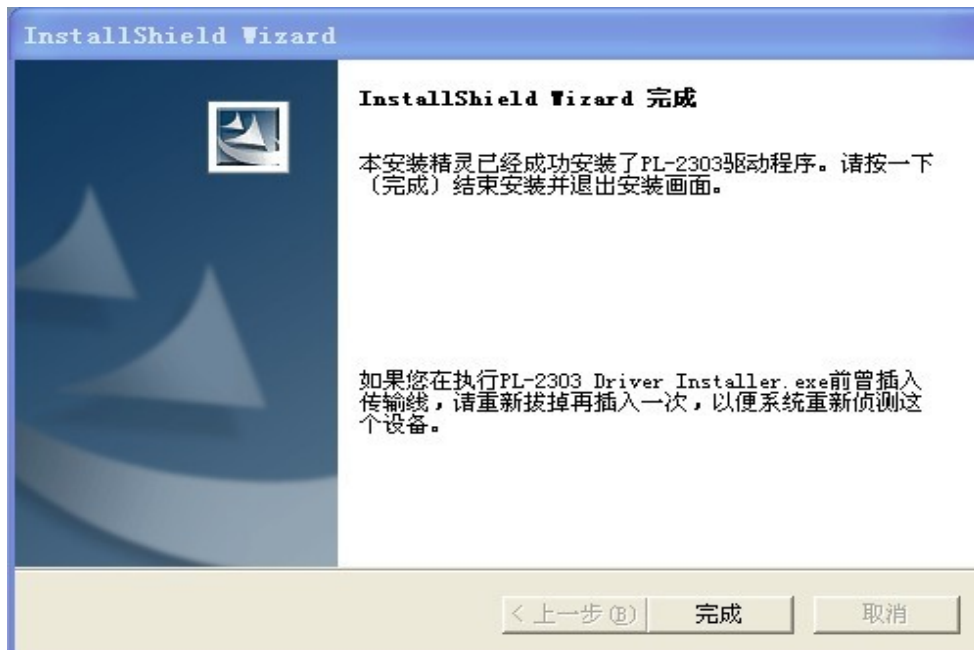 InstallShield Wizard
InstallShield Wizard 完成
本安装精灵已经成功安装了PL-2303驱动程序。请按一下
（完成）结束安装并退出安装画面。
如果您在执行PL-2303 Driver Installer.exe前曾插入
传输线，请重新拔掉再插入一次，以便系统重新侦测这
个设备。
< 上一步(B)
完成
取消